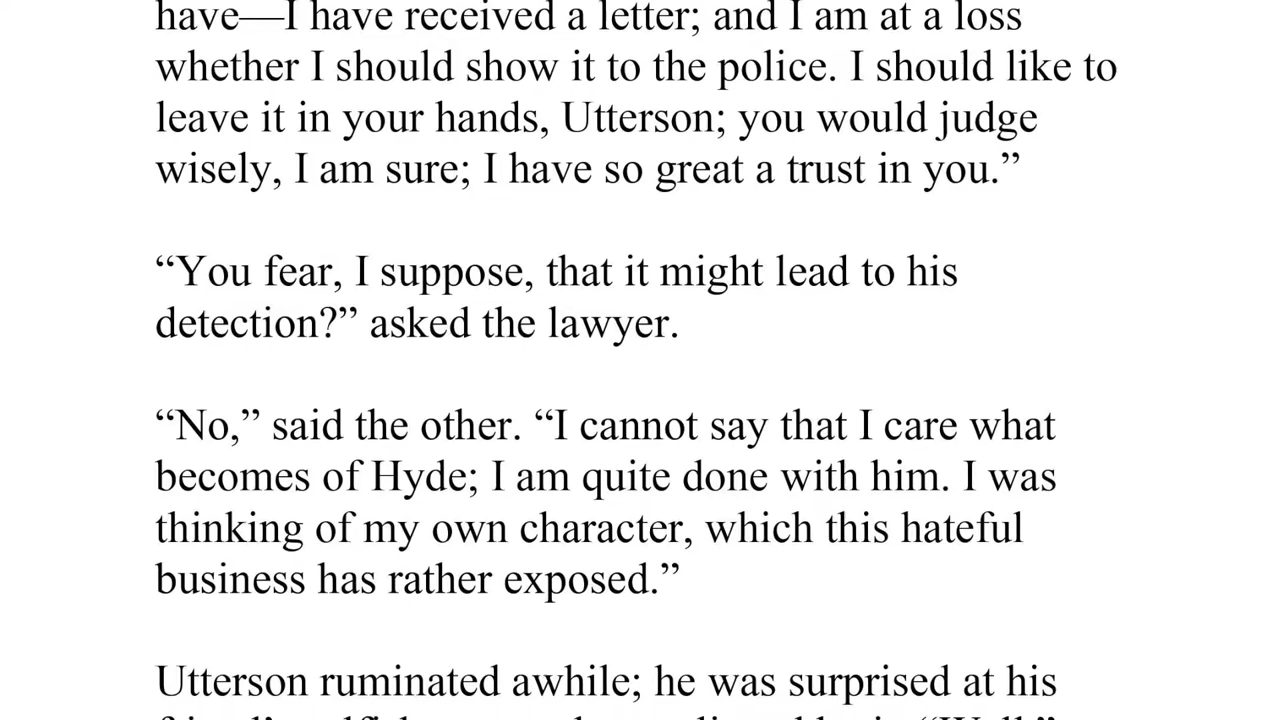 have—I have received a letter; and I am at a loss
whether I should show it to the police. I should like to
leave it in your hands, Utterson; you would judge
wisely, I am sure; I have so great a trust in you.”
“You fear, I suppose, that it might lead to his
detection?” asked the lawyer.
“No,” said the other. “I cannot say that I care what
becomes of Hyde; I am quite done with him. I was
thinking of my own character, which this hateful
business has rather exposed.”
Utterson ruminated awhile; he was surprised at his